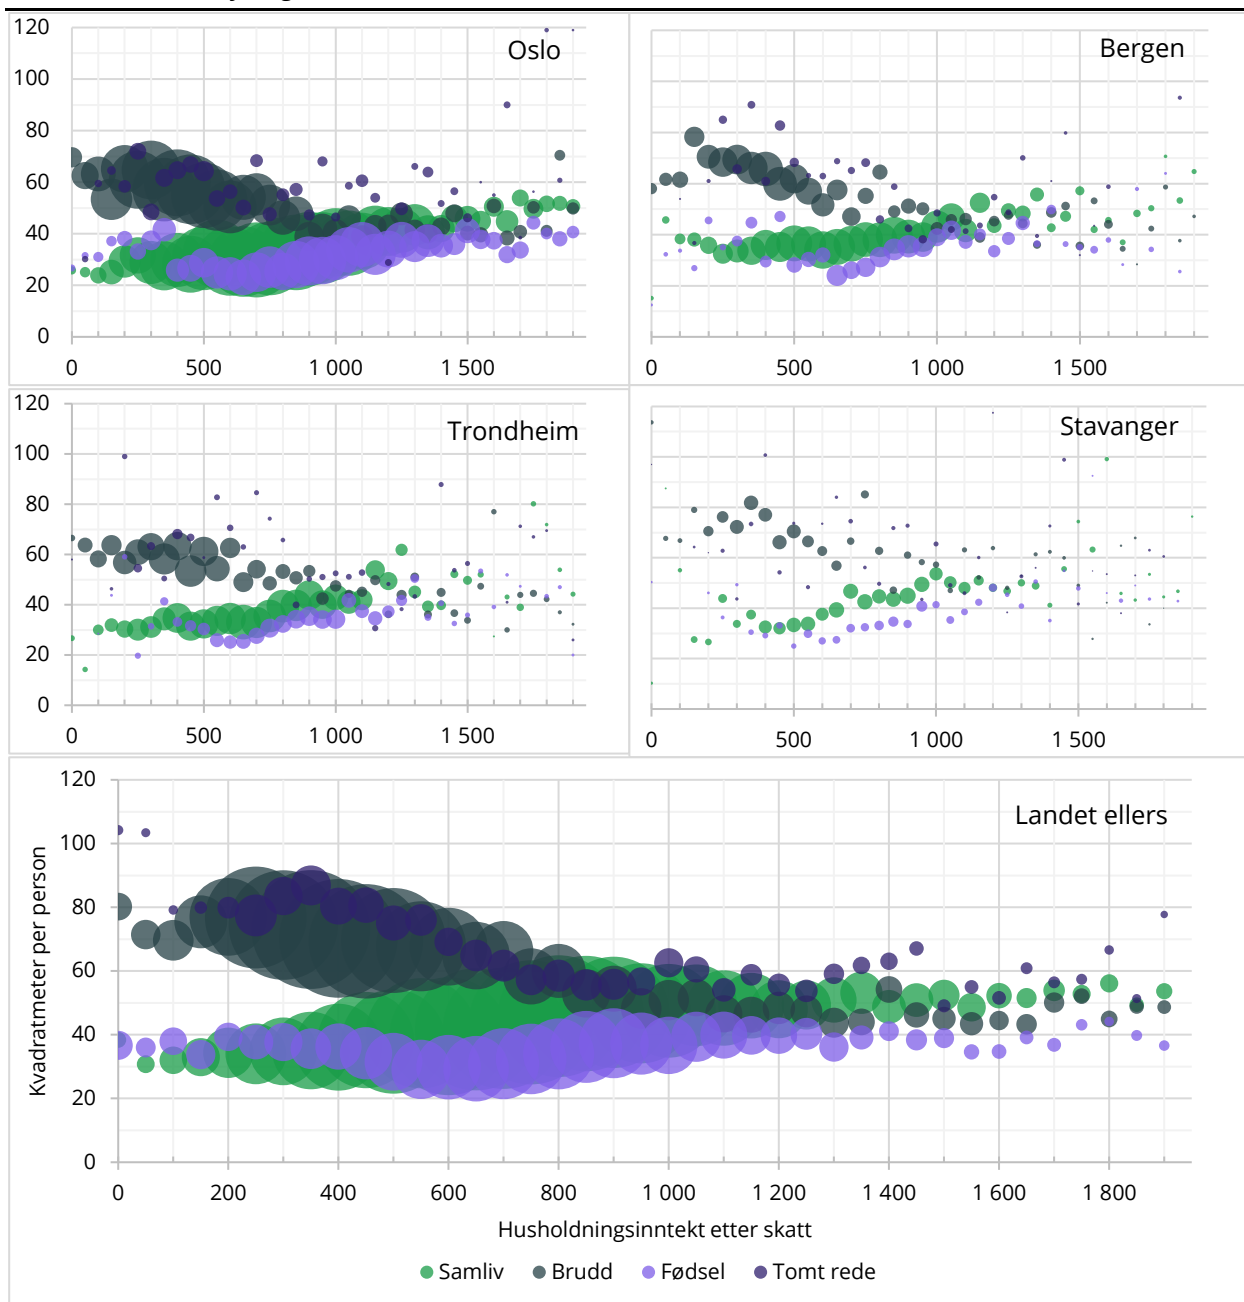 120
Oslo
Bergen
100
80
60
40
20
0
0 500 1 000 1 500
0 500 1 000 1 500
120
Trondheim
Stavanger
100
80
60
40
20
0
0 500 1 000 1 500
0 500 1 000 1 500
120
Landet ellers
100
80
60
40
20
0
Kvadratmeter per person
0 200 400 600 800 1 000 1 200 1 400 1 600 1 800
Husholdningsinntekt etter skatt
Samliv Brudd Fødsel Tomt rede